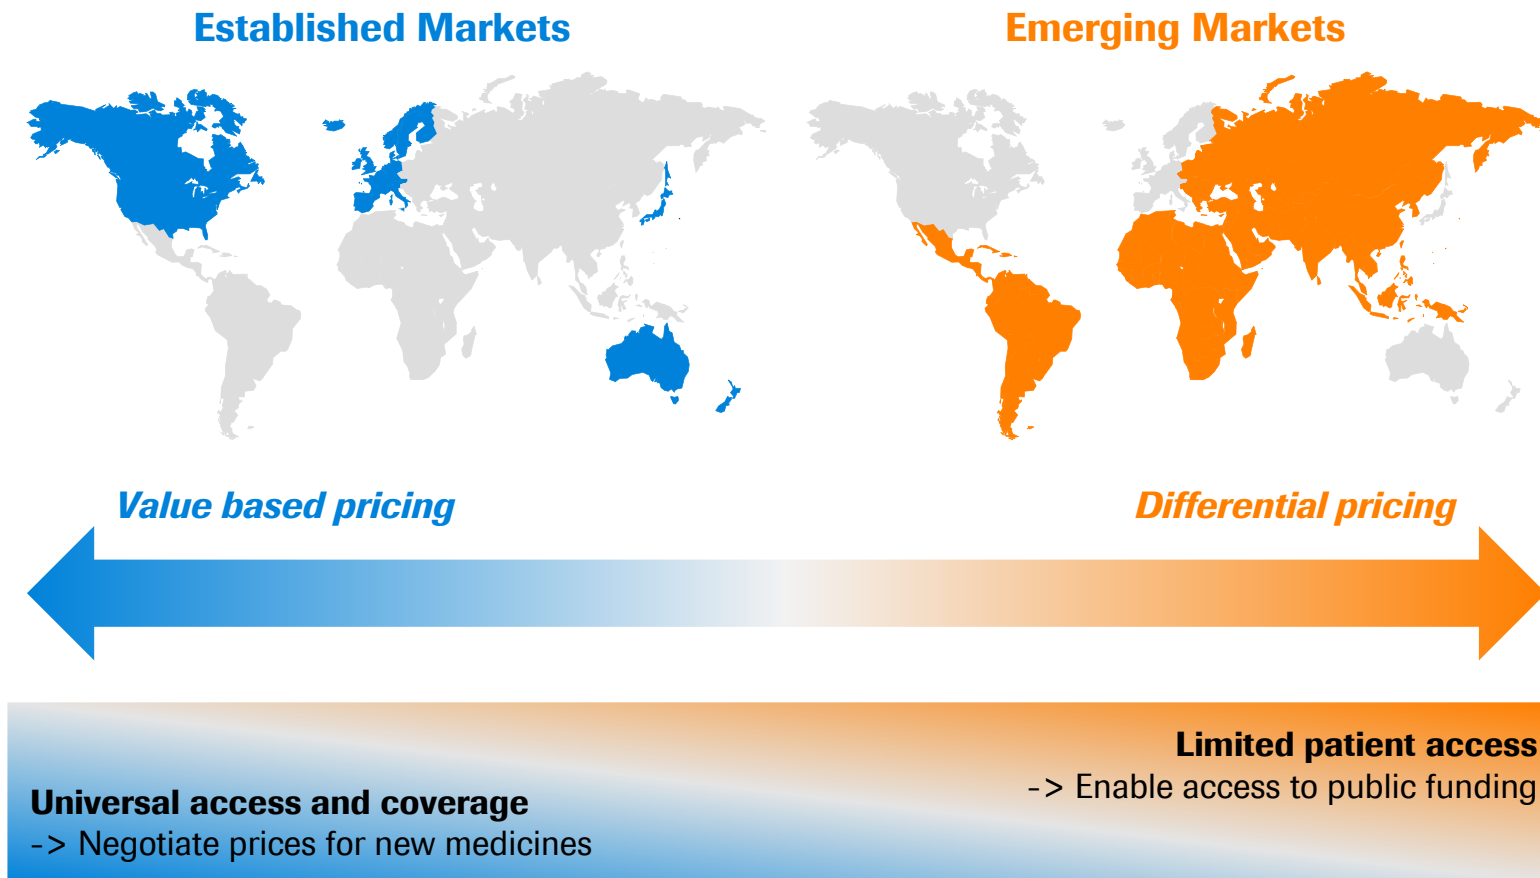 Established Markets
Emerging Markets
Value based pricing
Differential pricing
Limited patient access
-> Enable access to public funding
Universal access and coverage
-> Negotiate prices for new medicines